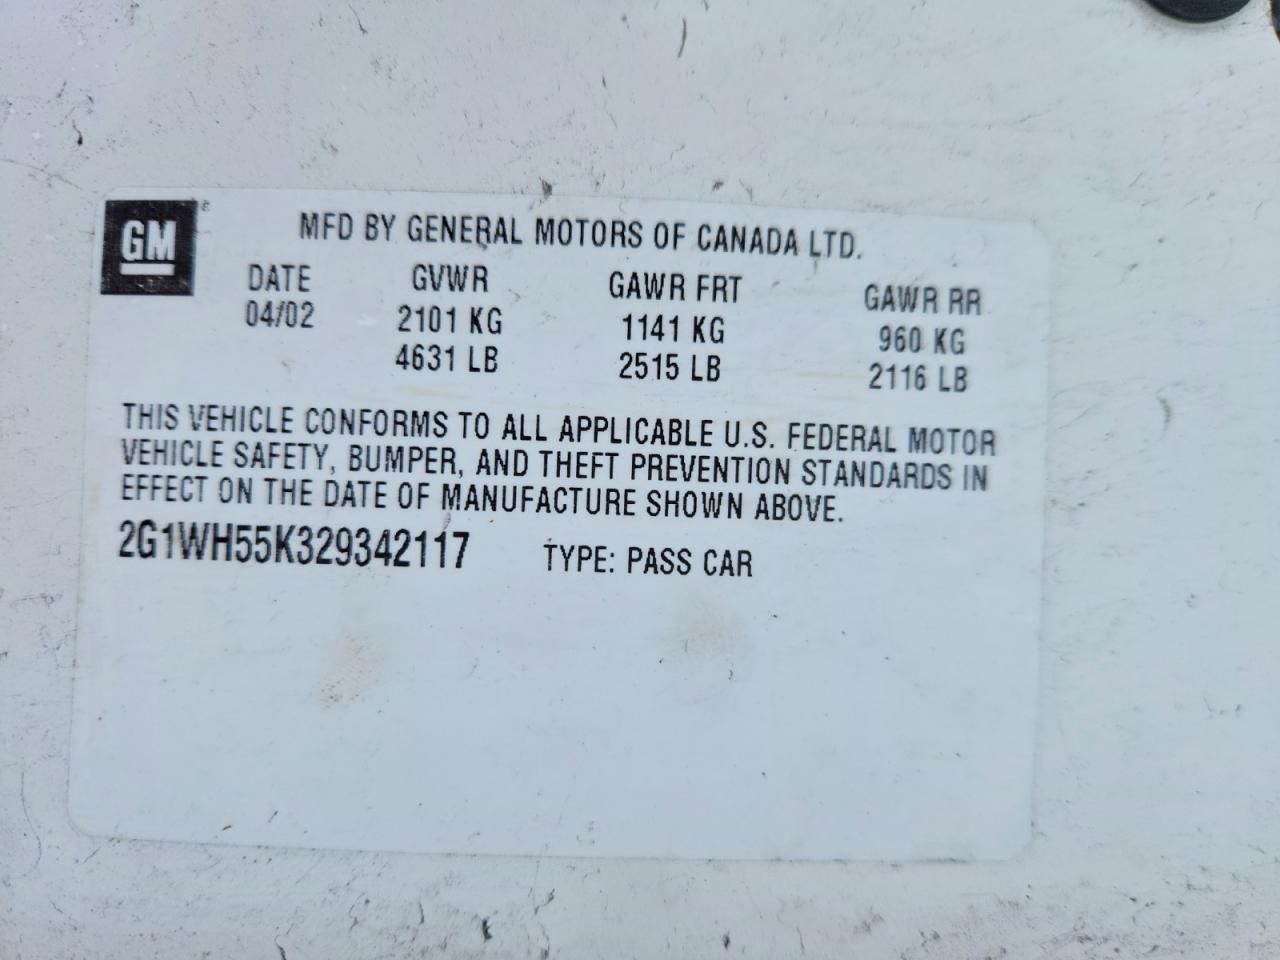 GM®
MFD BY GENERAL MOTORS OF CANADA LTD.
DATE GVWR GAWR FRT GAWR RR
04/02 2101 KG 1141 KG 960 KG
4631 LB 2515 LB 2116 LB
THIS VEHICLE CONFORMS TO ALL APPLICABLE U.S. FEDERAL MOTOR
VEHICLE SAFETY, BUMPER, AND THEFT PREVENTION STANDARDS IN
EFFECT ON THE DATE OF MANUFACTURE SHOWN ABOVE.
2G1WH55K329342117 TYPE: PASS CAR